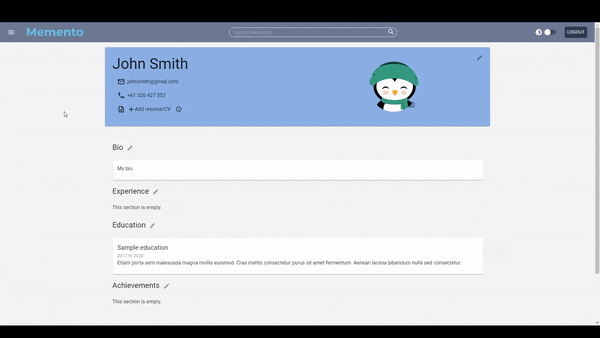 Memento
Search Memento
LOGOUT
John Smith
johnsmith@gmail.com
+61 526 427 553
+ Add resume/CV
Bio
My bio
Experience
This section is empty.
Education
Sample education
2017 to 2020
Etiam porta sem malesuada magna mollis euismod. Cras mattis consectetur purus sit amet fermentum. Aenean lacinia bibendum nulla sed consectetur.
Achievements
This section is empty.